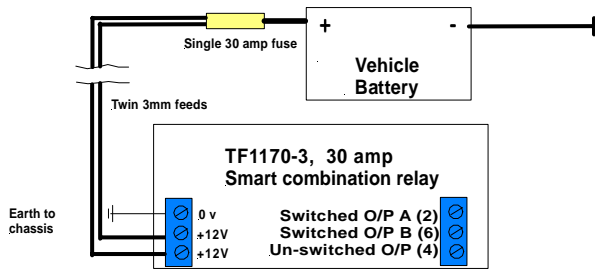 + -
Single 30 amp fuse
Vehicle
Battery
Twin 3mm feeds
TF1170-3, 30 amp
Smart combination relay
Earth to
chassis
0 v
+12V
+12V
Switched O/P A (2)
Switched O/P B (6)
Un-switched O/P (4)